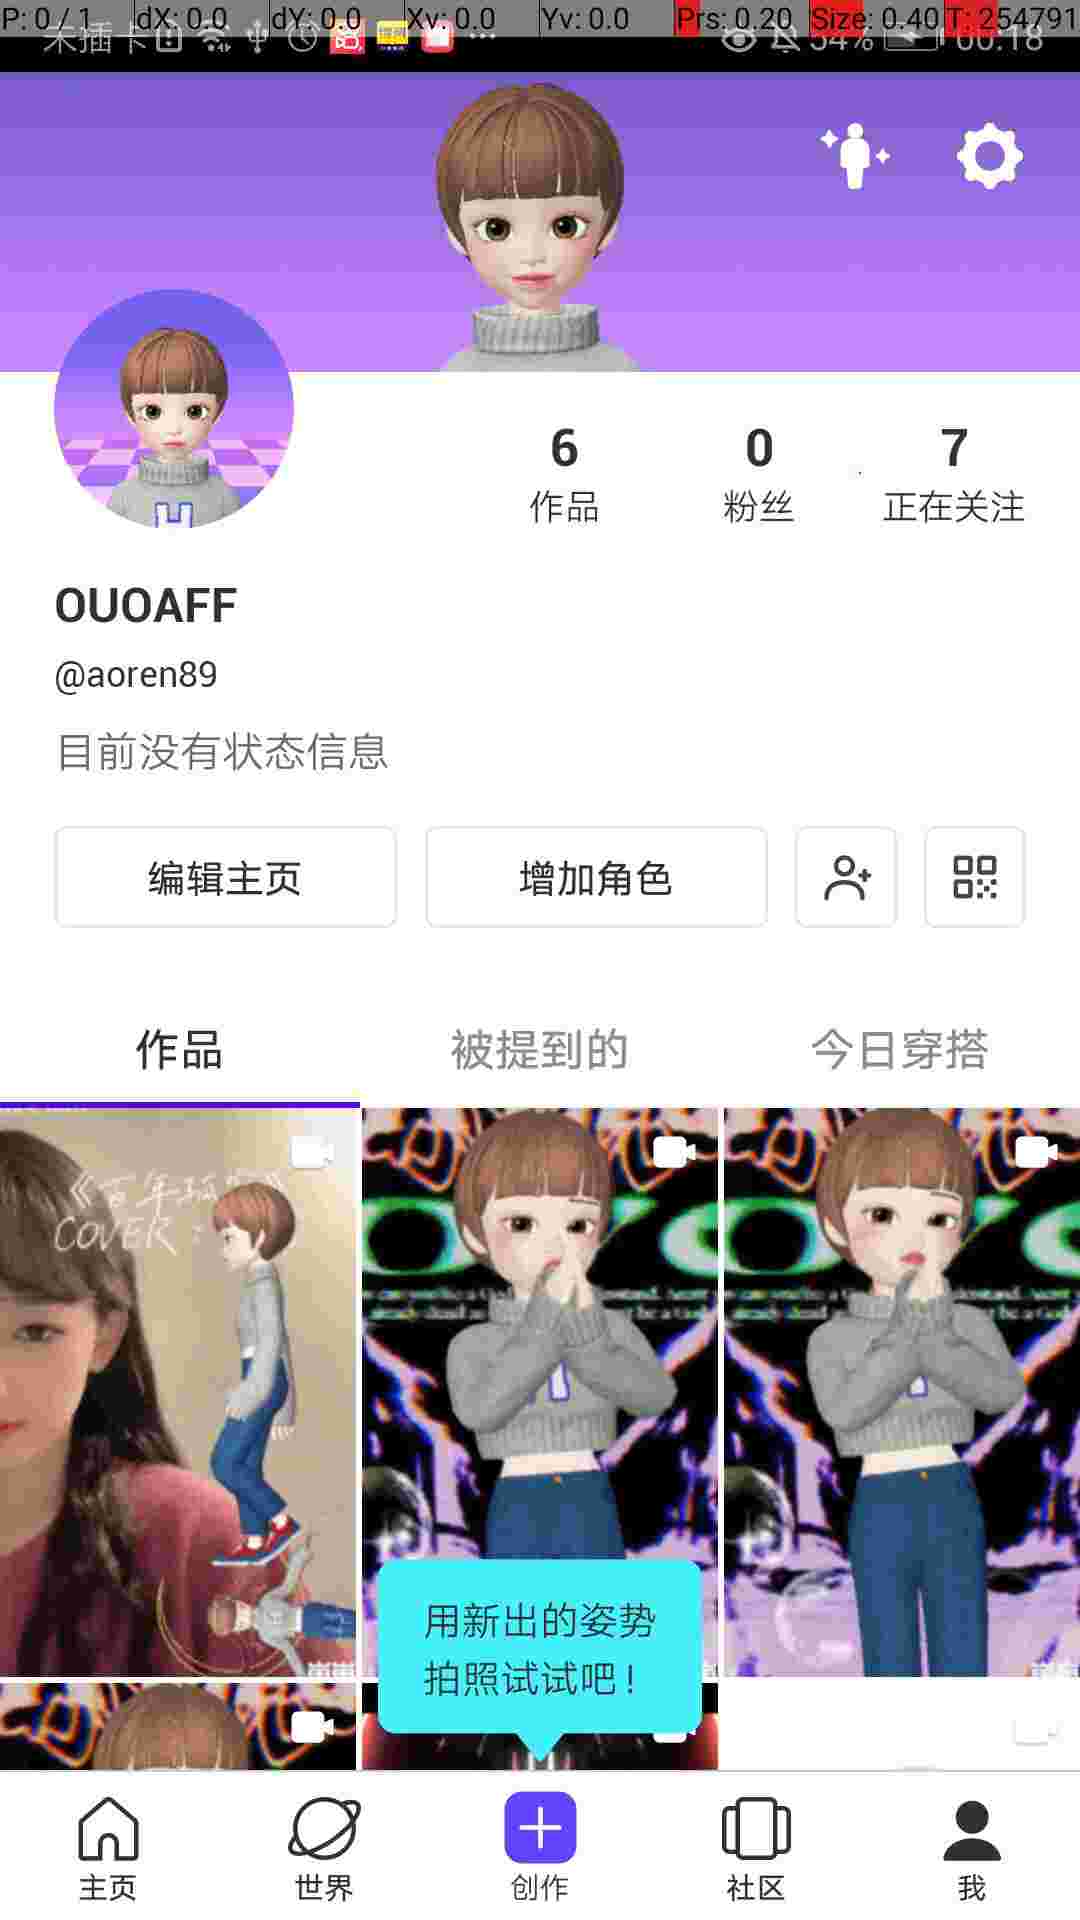 P: 0 / 1 dX: 0.0 dY: 0.0 Xv: 0.0 Yv: 0.0 Prs: 0.20 Size: 0.40 T: 254791
未插卡 54% 00:18
6 0 7
作品 粉丝 正在关注
OUOAFF
@aoren89
目前没有状态信息
编辑主页 增加角色
作品 被提到的 今日穿搭
COVER :
用新出的姿势
拍照试试吧!
主页 世界 创作 社区 我